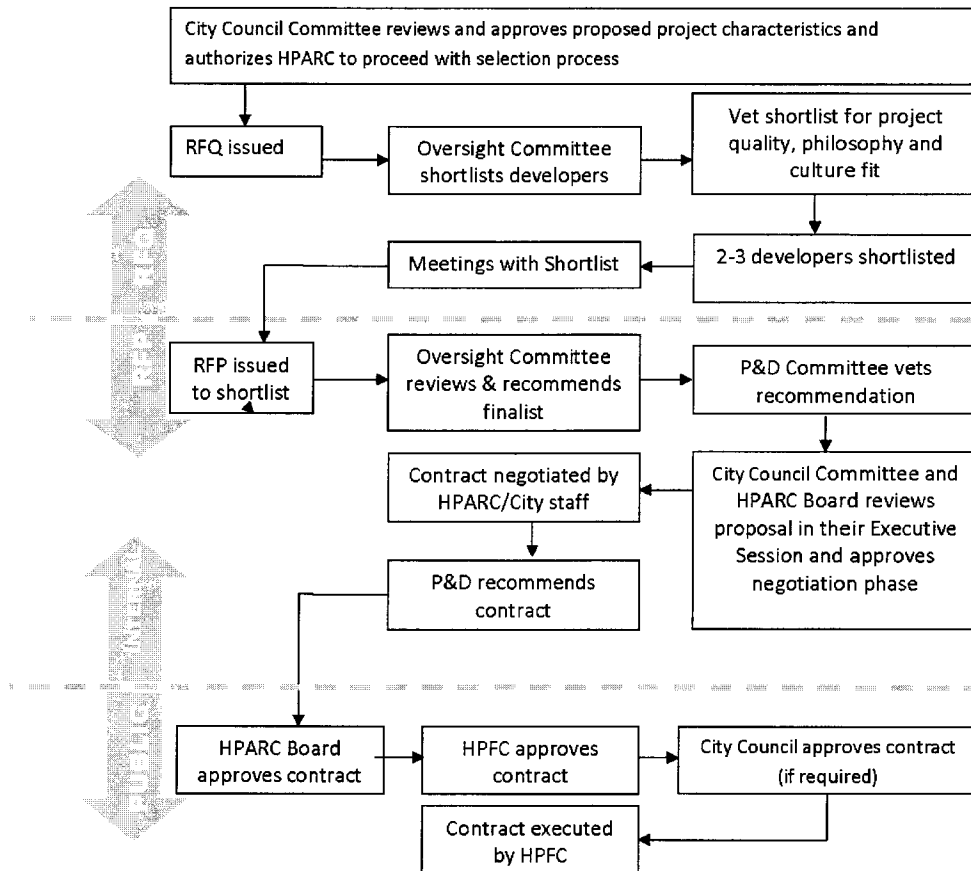 City Council Committee reviews and approves proposed project characteristics and
authorizes HPARC to proceed with selection process
RFQ issued
Oversight Committee
shortlists developers
Vet shortlist for project
quality, philosophy and
culture fit
RFQ
Meetings with Shortlist
2-3 developers shortlisted
RFP
RFP issued
to shortlist
Oversight Committee
reviews & recommends
finalist
P&D Committee vets
recommendation
Contract negotiated by
HPARC/City staff
City Council Committee and
HPARC Board reviews
proposal in their Executive
Session and approves
negotiation phase
INTERNAL
P&D recommends
contract
PUBLIC
HPARC Board
approves contract
HPFC approves
contract
City Council approves contract
(if required)
Contract executed
by HPFC